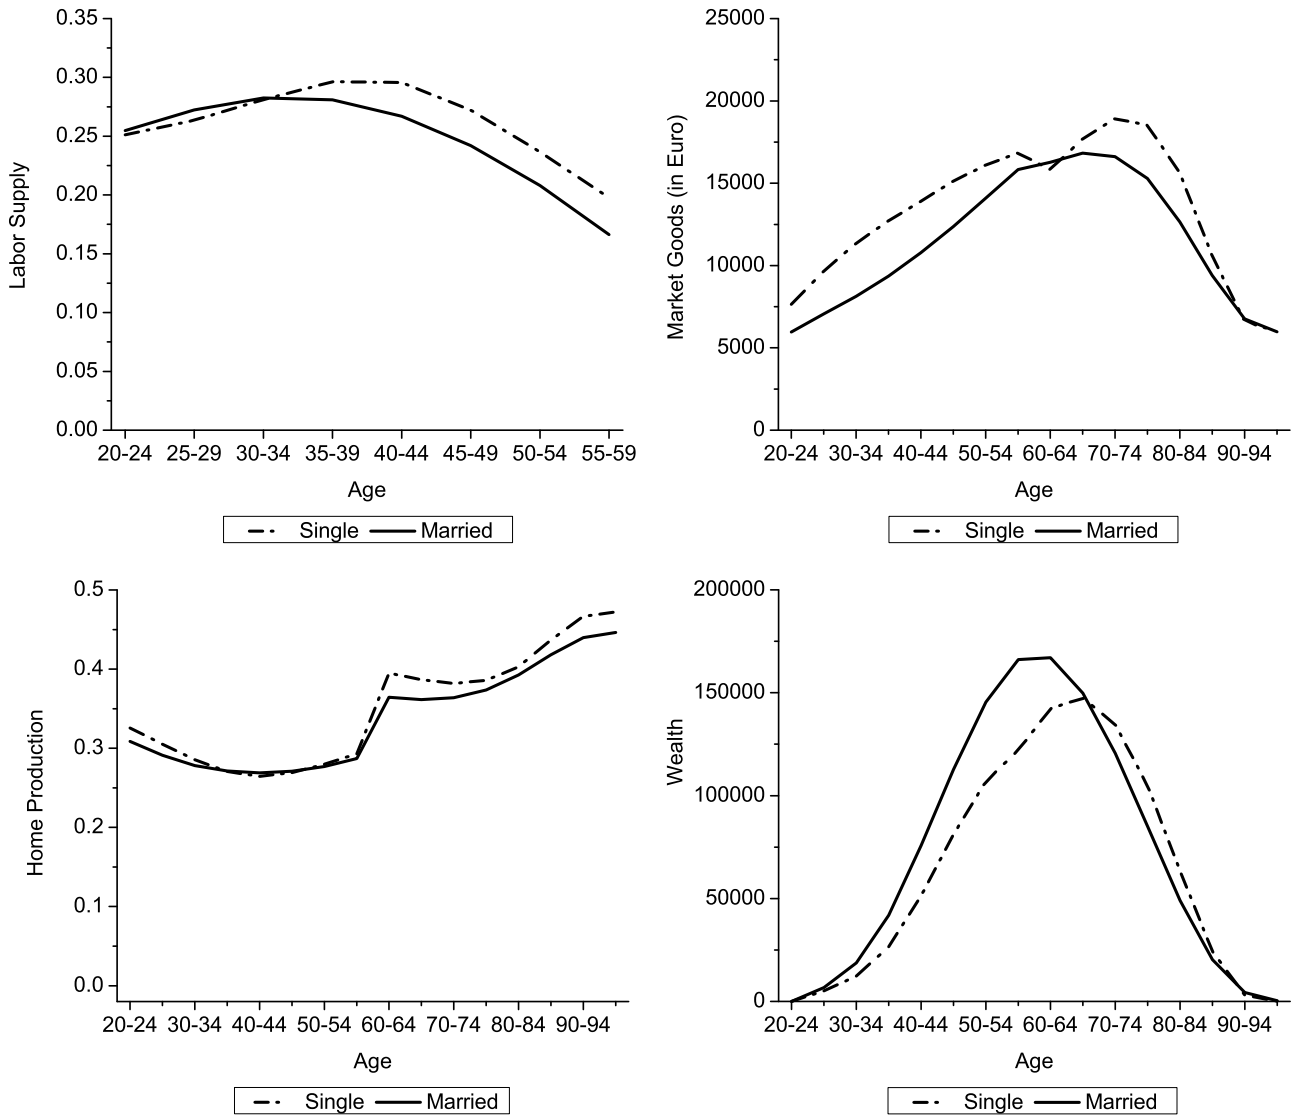 0.35
0.30
0.25
0.20
0.15
0.10
0.05
0.00
Labor Supply
20-24 25-29 30-34 35-39 40-44 45-49 50-54 55-59
Age
Single Married
25000
20000
15000
10000
5000
0
Market Goods (in Euro)
20-24 30-34 40-44 50-54 60-64 70-74 80-84 90-94
Age
Single Married
0.5
0.4
0.3
0.2
0.1
0.0
Home Production
20-24 30-34 40-44 50-54 60-64 70-74 80-84 90-94
Age
Single Married
200000
150000
100000
50000
0
Wealth
20-24 30-34 40-44 50-54 60-64 70-74 80-84 90-94
Age
Single Married